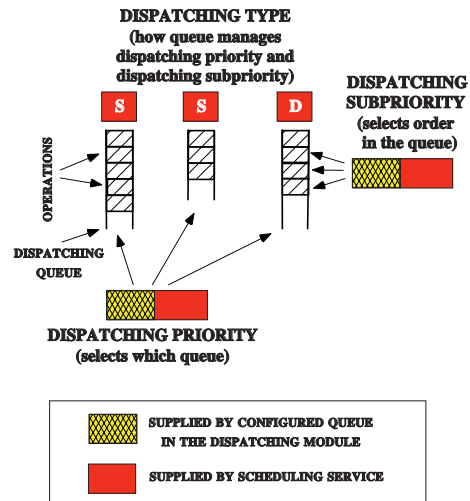 DISPATCHING TYPE
(how queue manages
dispatching priority and
dispatching subpriority)
DISPATCHING
SUBPRIORITY
(selects order
in the queue)
S
S
D
OPERATIONS
DISPATCHING
QUEUE
DISPATCHING PRIORITY
(selects which queue)
SUPPLIED BY CONFIGURED QUEUE
IN THE DISPATCHING MODULE
SUPPLIED BY SCHEDULING SERVICE